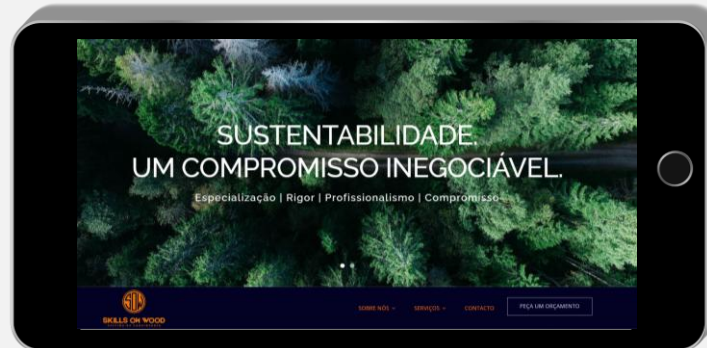 SUSTENTABILIDADE.
UM COMPROMISSO INEGOCIÁVEL.
Especialização | Rigor | Profissionalismo | Compromisso
SKILLS ON WOOD
SOBRE NÓS
SERVIÇOS
CONTACTO
PEÇA UM ORÇAMENTO